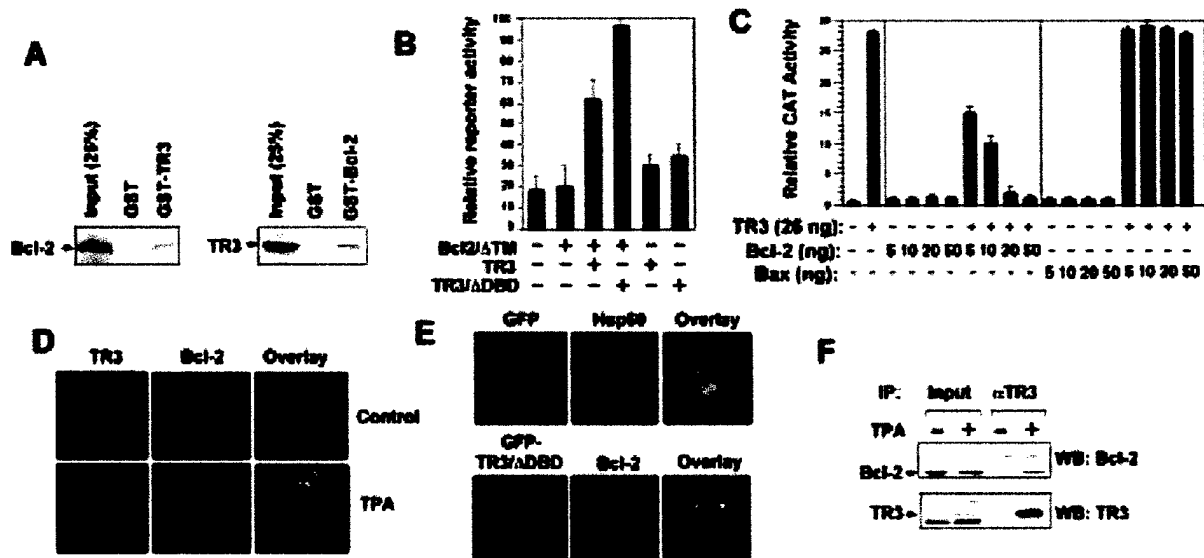 A
Input (25%)
GST
GST-TR3
Bcl-2
Input (25%)
GST
GST-Bcl-2
TR3
B
Relative reporter activity
Bcl2/ΔTM - + + + - -
TR3 - - + - + -
TR3/ΔDBD - - - + - +
C
Relative CAT Activity
TR3 (25 ng): - + - - - - + + + + - - - - + + + +
Bcl-2 (ng): - - 5 10 20 50 5 10 20 50
Bax (ng): 5 10 20 50 5 10 20 50
D
TR3 Bcl-2 Overlay
Control
TPA
E
GFP Hsp60 Overlay
GFP-
TR3/ΔDBD Bcl-2 Overlay
F
IP: Input αTR3
TPA - + - +
Bcl-2 WB: Bcl-2
TR3 WB: TR3